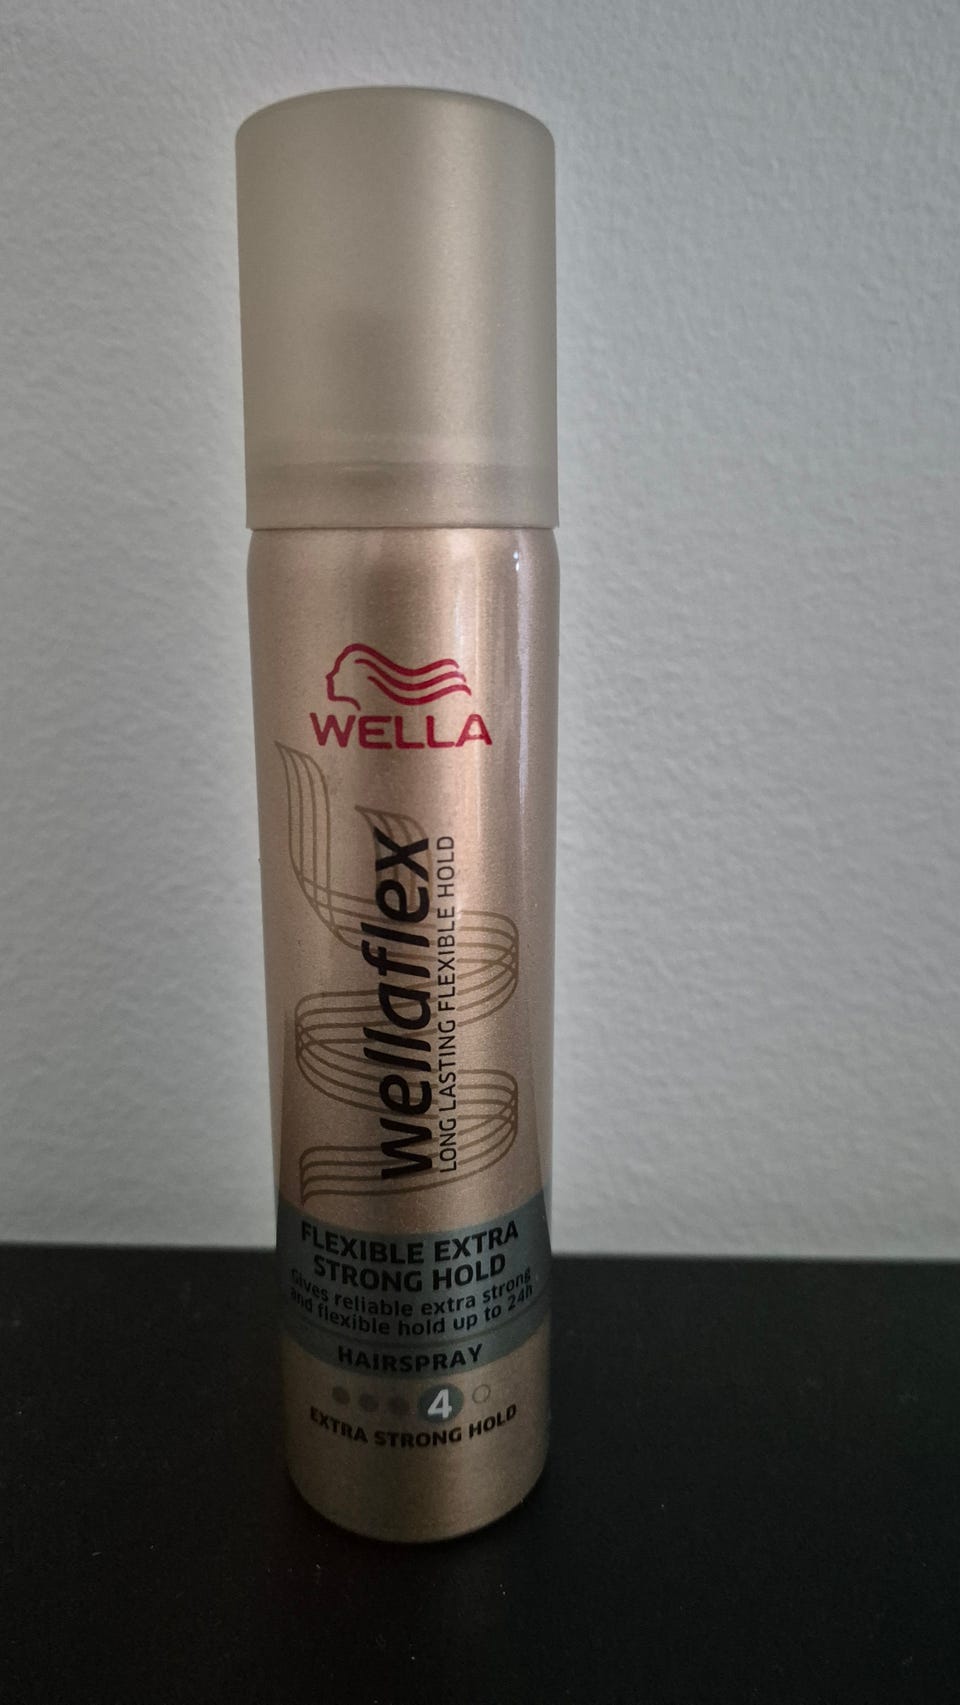 WELLA
wellaflex
LONG LASTING FLEXIBLE HOLD
FLEXIBLE EXTRA
STRONG HOLD
Gives reliable extra strong
and flexible hold up to 24h
HAIRSPRAY
4
EXTRA STRONG HOLD